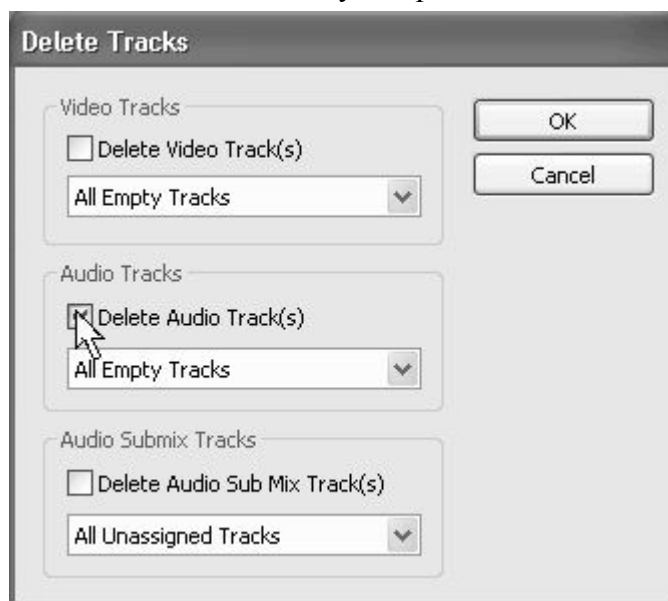 Delete Tracks
Video Tracks
Delete Video Track(s)
All Empty Tracks
OK
Cancel
Audio Tracks
Delete Audio Track(s)
All Empty Tracks
Audio Submix Tracks
Delete Audio Sub Mix Track(s)
All Unassigned Tracks